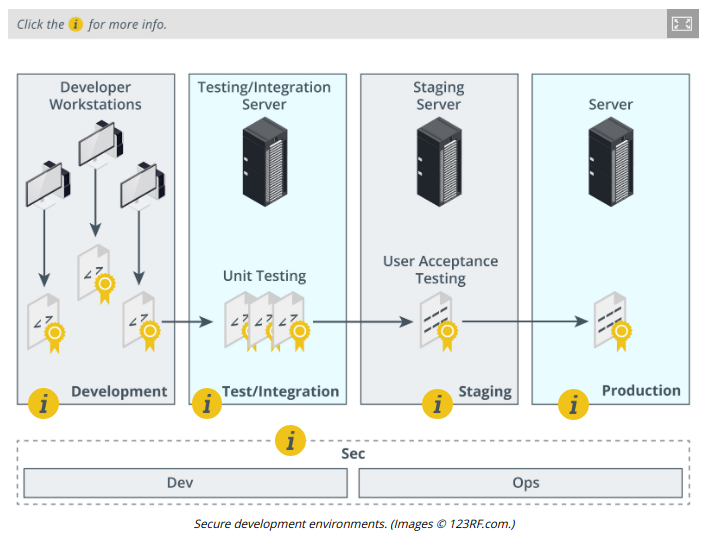 Click the i for more info.
Developer
Workstations
Testing/Integration
Server
Staging
Server
Server
Unit Testing
User Acceptance
Testing
i
Development
i
Test/Integration
i
Staging
i
Production
i
Sec
Dev
Ops
Secure development environments. (Images © 123RF.com.)